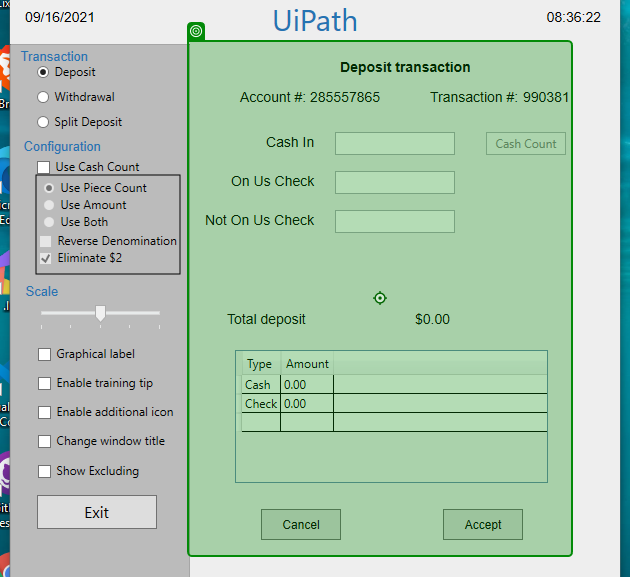 09/16/2021
UiPath
08:36:22
Transaction
Deposit
Withdrawal
Split Deposit
Configuration
Use Cash Count
Use Piece Count
Use Amount
Use Both
Reverse Denomination
Eliminate $2
Scale
Graphical label
Enable training tip
Enable additional icon
Change window title
Show Excluding
Exit
Deposit transaction
Account #: 285557865 Transaction #: 990381
Cash In
Cash Count
On Us Check
Not On Us Check
Total deposit $0.00
Type Amount
Cash 0.00
Check 0.00
Cancel Accept